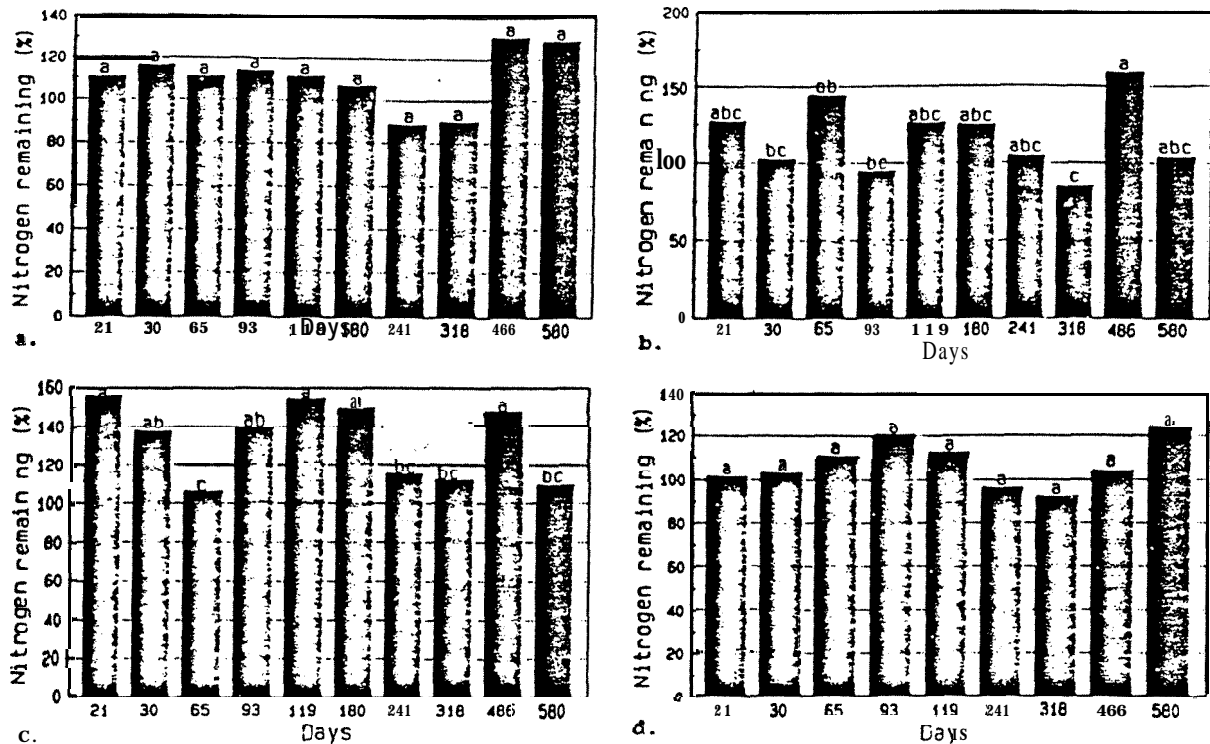 Nitrogen remaining (%)
140
120
100
80
60
40
20
0
a a a a a a a a a a
21 30 65 93 180 241 318 466 580
Days
a.
Nitrogen rema n ng (%)
200
150
100
50
0
abc bc ab bc abc abc abc c a abc
21 30 65 93 119 180 241 318 486 580
Days
b.
Nitrogen remain ng (%)
160
140
120
100
80
60
40
20
0
a ab c ab a a bc bc a bc
21 30 65 93 119 180 241 318 486 580
Days
c.
Nitrogen remaining (%)
140
120
100
80
60
40
20
a a a a a a a a a
21 30 65 93 119 241 318 466 580
Days
d.